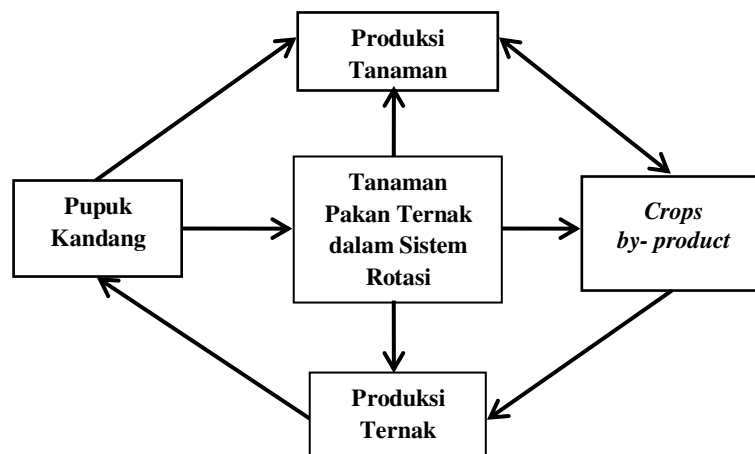 Produksi
Tanaman
Pupuk
Kandang
Tanaman
Pakan Ternak
dalam Sistem
Rotasi
Crops
by- product
Produksi
Ternak